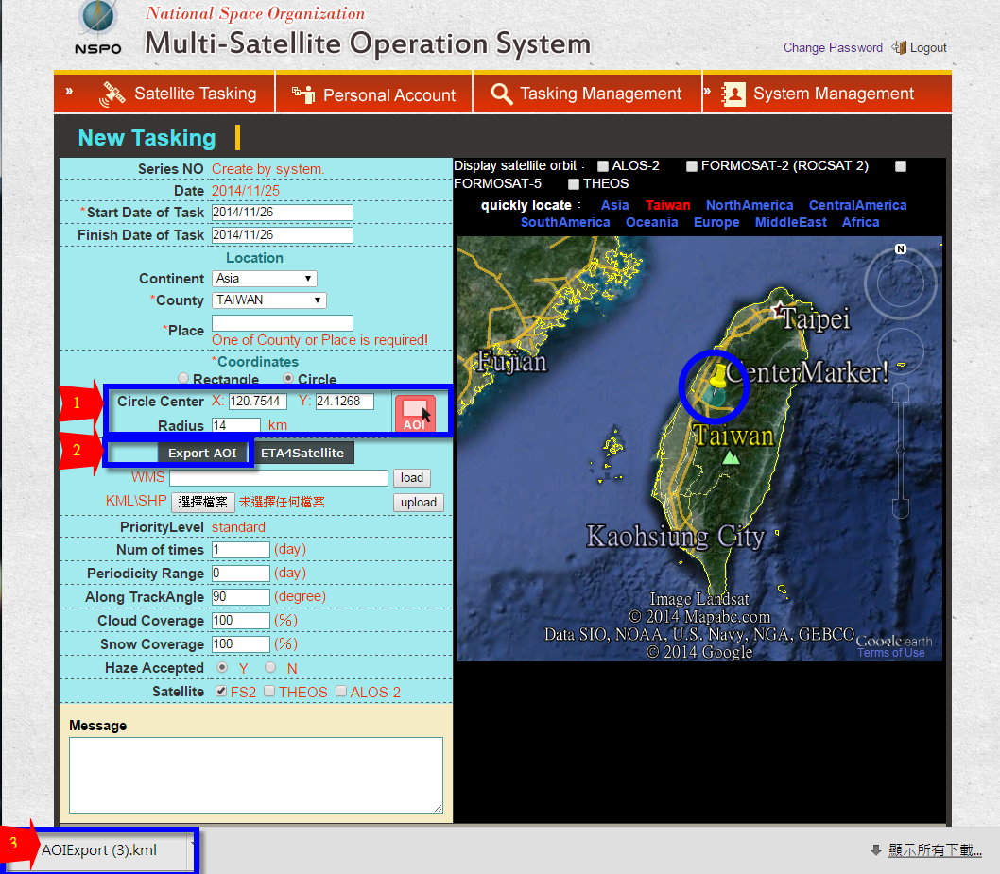 National Space Organization
NSPO
Multi-Satellite Operation System
Change Password Logout
» Satellite Tasking Personal Account Tasking Management » System Management
New Tasking
Series NO Create by system.
Date 2014/11/25
*Start Date of Task 2014/11/26
Finish Date of Task 2014/11/26
Location
Continent Asia
*County TAIWAN
*Place
One of County or Place is required!
*Coordinates
Rectangle Circle
1 Circle Center X: 120.7544 Y: 24.1268
Radius 14 km AOI
2 Export AOI ETA4Satellite
WMS load
KML\SHP 選擇檔案 未選擇任何檔案 upload
PriorityLevel standard
Num of times 1 (day)
Periodicity Range 0 (day)
Along TrackAngle 90 (degree)
Cloud Coverage 100 (%)
Snow Coverage 100 (%)
Haze Accepted Y N
Satellite FS2 THEOS ALOS-2
Message
Display satellite orbit： ALOS-2 FORMOSAT-2 (ROCSAT 2)
FORMOSAT-5 THEOS
quickly locate： Asia Taiwan NorthAmerica CentralAmerica
SouthAmerica Oceania Europe MiddleEast Africa
N
Taipei
Fujian
CenterMarker!
Taiwan
Kaohsiung City
Image Landsat
© 2014 Mapabc.com
Data SIO, NOAA, U.S. Navy, NGA, GEBCO
© 2014 Google
Google earth
Terms of Use
3 AOIExport (3).kml
顯示所有下載...